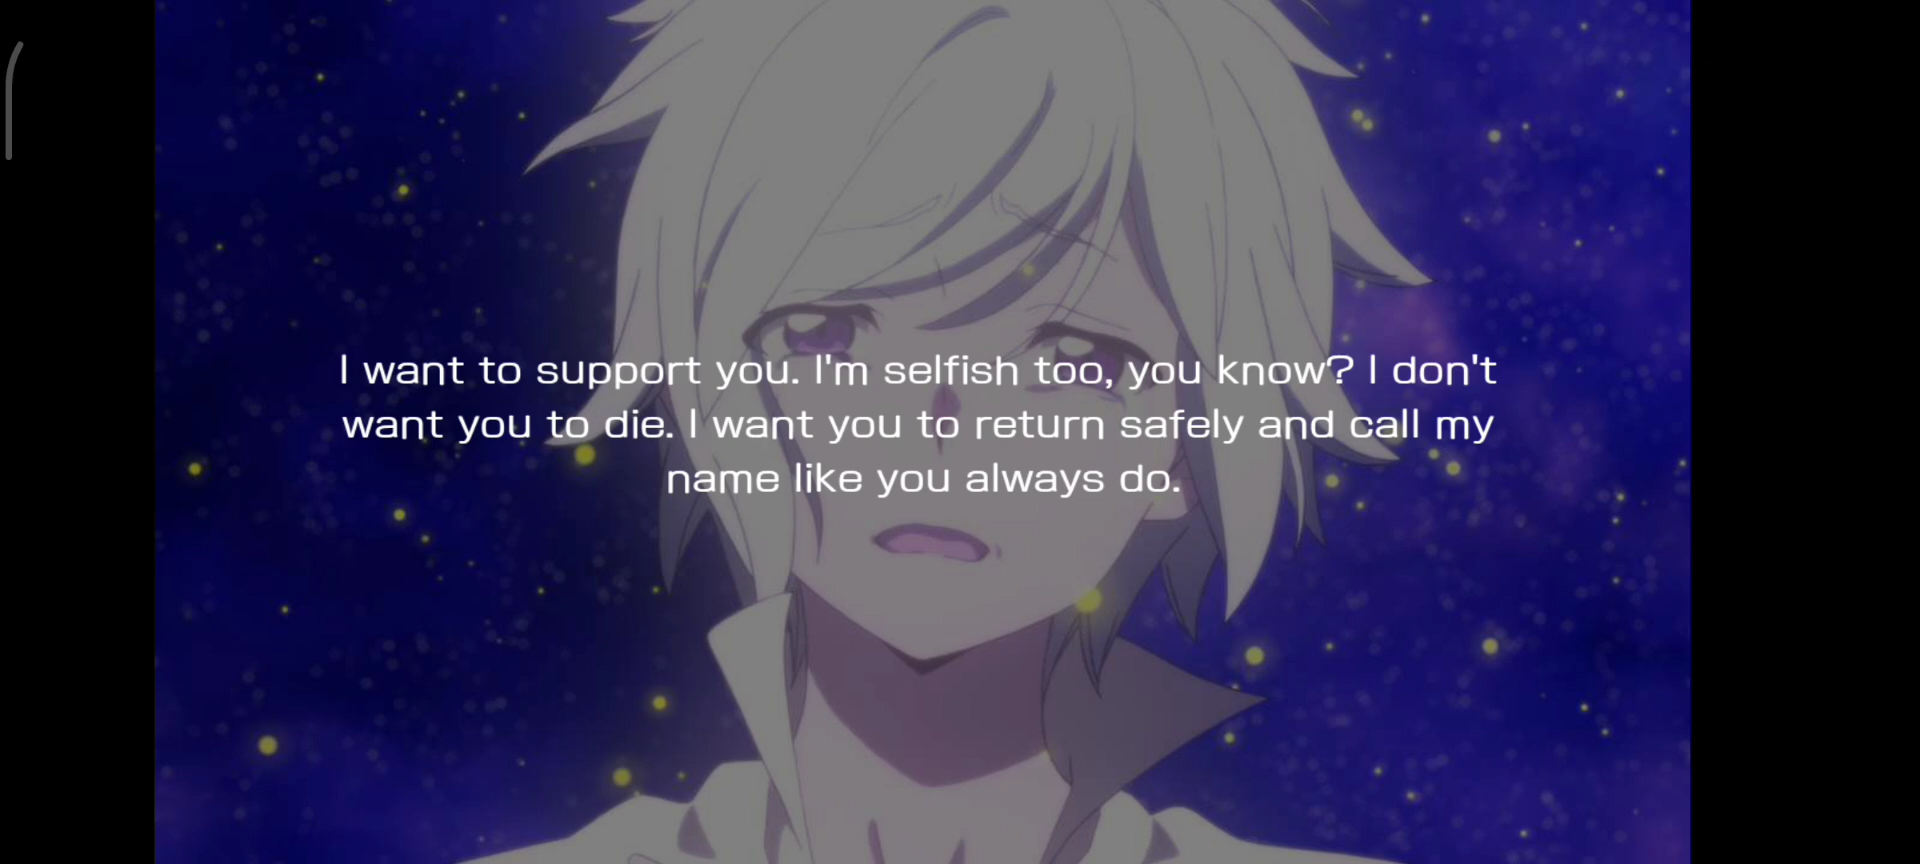 I want to support you. I'm selfish too, you know? I don't
want you to die. I want you to return safely and call my
name like you always do.